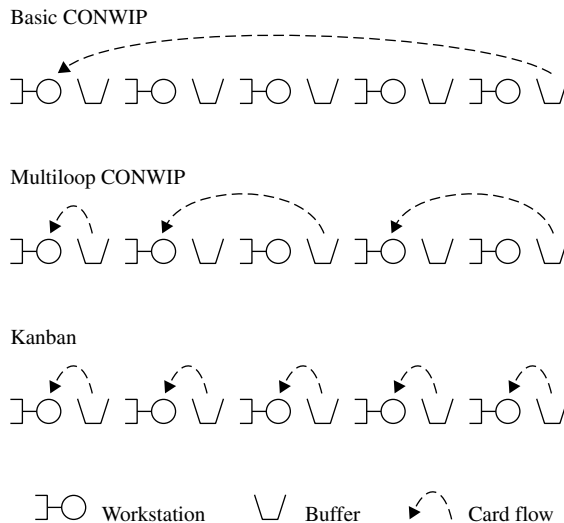 Basic CONWIP
Multiloop CONWIP
Kanban
Workstation Buffer Card flow